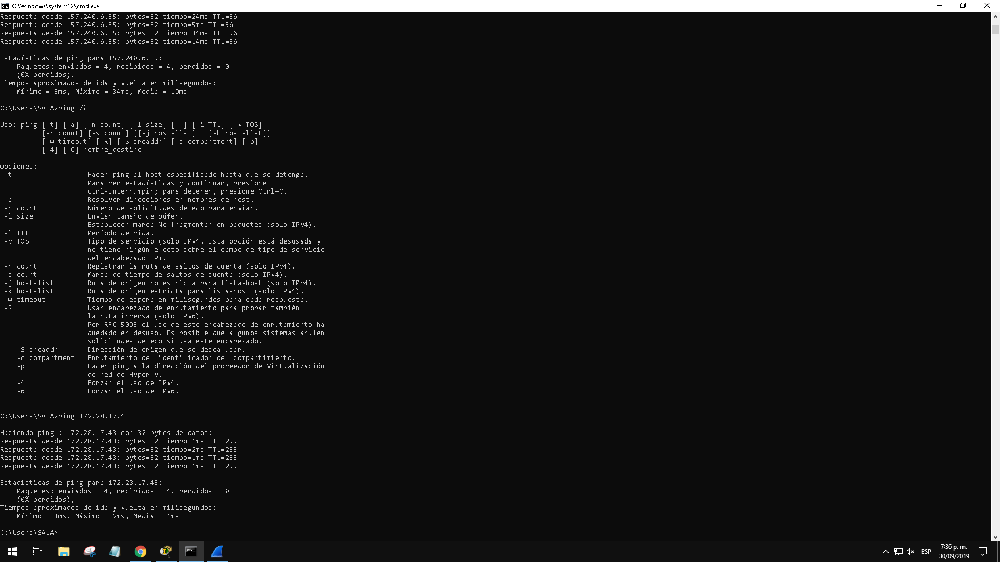 C:\Windows\system32\cmd.exe
Respuesta desde 157.240.6.35: bytes=32 tiempo=24ms TTL=56
Respuesta desde 157.240.6.35: bytes=32 tiempo=5ms TTL=56
Respuesta desde 157.240.6.35: bytes=32 tiempo=34ms TTL=56
Respuesta desde 157.240.6.35: bytes=32 tiempo=14ms TTL=56
Estadísticas de ping para 157.240.6.35:
Paquetes: enviados = 4, recibidos = 4, perdidos = 0
(0% perdidos),
Tiempos aproximados de ida y vuelta en milisegundos:
Mínimo = 5ms, Máximo = 34ms, Media = 19ms
C:\Users\SALA>ping /?
Uso: ping [-t] [-a] [-n count] [-l size] [-f] [-i TTL] [-v TOS]
[-r count] [-s count] [[-j host-list] | [-k host-list]]
[-w timeout] [-R] [-S srcaddr] [-c compartment] [-p]
[-4] [-6] nombre_destino
Opciones:
-t Hacer ping al host especificado hasta que se detenga.
Para ver estadísticas y continuar, presione
Ctrl-Interrumpir; para detener, presione Ctrl+C.
-a Resolver direcciones en nombres de host.
-n count Número de solicitudes de eco para enviar.
-l size Enviar tamaño de búfer.
-f Establecer marca No fragmentar en paquetes (solo IPv4).
-i TTL Período de vida.
-v TOS Tipo de servicio (solo IPv4. Esta opción está desusada y
no tiene ningún efecto sobre el campo de tipo de servicio
del encabezado IP).
-r count Registrar la ruta de saltos de cuenta (solo IPv4).
-s count Marca de tiempo de saltos de cuenta (solo IPv4).
-j host-list Ruta de origen no estricta para lista-host (solo IPv4).
-k host-list Ruta de origen estricta para lista-host (solo IPv4).
-w timeout Tiempo de espera en milisegundos para cada respuesta.
-R Usar encabezado de enrutamiento para probar también
la ruta inversa (solo IPv6).
Por RFC 5095 el uso de este encabezado de enrutamiento ha
quedado en desuso. Es posible que algunos sistemas anulen
solicitudes de eco si usa este encabezado.
-S srcaddr Dirección de origen que se desea usar.
-c compartment Enrutamiento del identificador del compartimiento.
-p Hacer ping a la dirección del proveedor de Virtualización
de red de Hyper-V.
-4 Forzar el uso de IPv4.
-6 Forzar el uso de IPv6.
C:\Users\SALA>ping 172.28.17.43
Haciendo ping a 172.28.17.43 con 32 bytes de datos:
Respuesta desde 172.28.17.43: bytes=32 tiempo=1ms TTL=255
Respuesta desde 172.28.17.43: bytes=32 tiempo=2ms TTL=255
Respuesta desde 172.28.17.43: bytes=32 tiempo=1ms TTL=255
Respuesta desde 172.28.17.43: bytes=32 tiempo=1ms TTL=255
Estadísticas de ping para 172.28.17.43:
Paquetes: enviados = 4, recibidos = 4, perdidos = 0
(0% perdidos),
Tiempos aproximados de ida y vuelta en milisegundos:
Mínimo = 1ms, Máximo = 2ms, Media = 1ms
C:\Users\SALA>
ESP
7:36 p. m.
30/09/2019